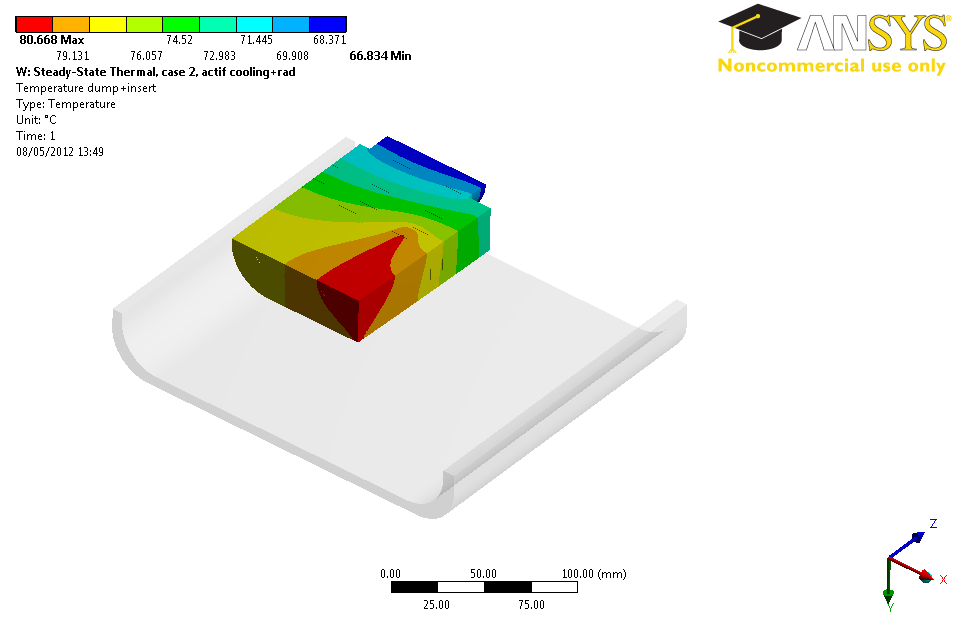 80.668 Max 74.52 71.445 68.371
79.131 76.057 72.983 69.908 66.834 Min
W: Steady-State Thermal, case 2, actif cooling+rad
Temperature dump+insert
Type: Temperature
Unit: °C
Time: 1
08/05/2012 13:49
ANSYS®
Noncommercial use only
0.00 50.00 100.00 (mm)
25.00 75.00
Z
X
Y